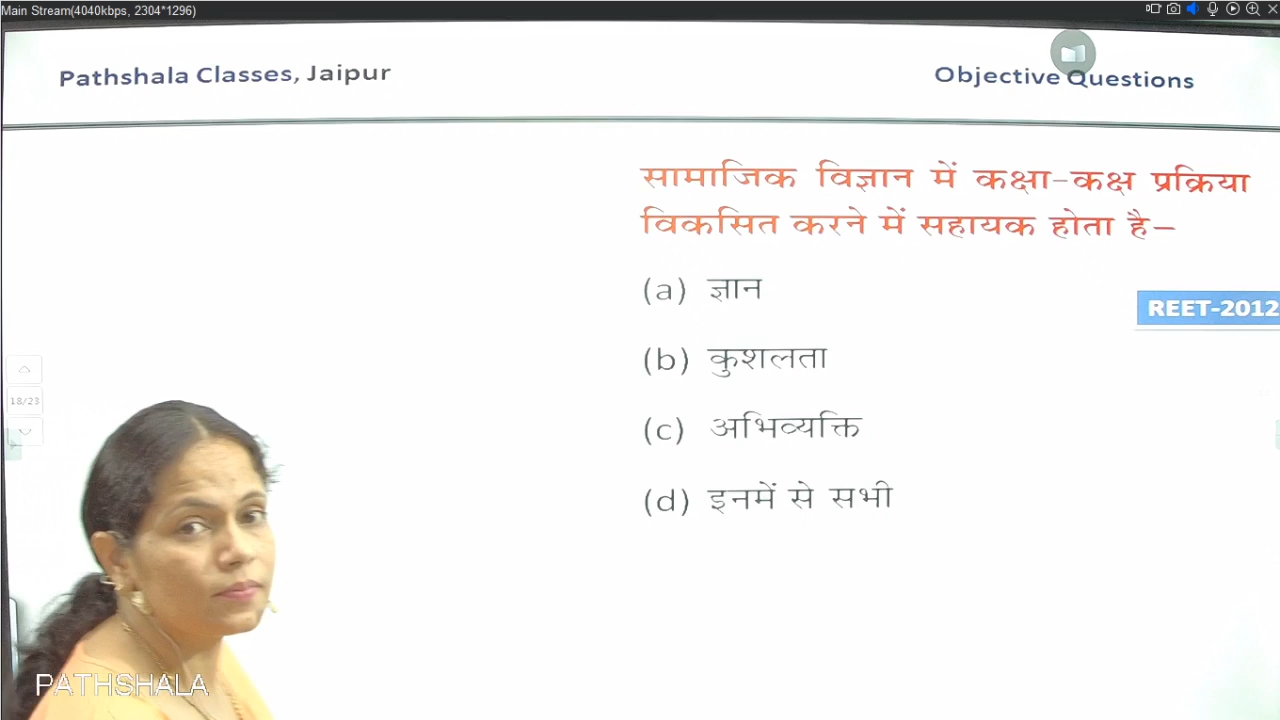 Main Stream(4040kbps, 2304*1296)
Pathshala Classes, Jaipur
Objective Questions
सामाजिक विज्ञान में कक्षा–कक्ष प्रक्रिया
विकसित करने में सहायक होता है–
(a) ज्ञान
REET-2012
(b) कुशलता
18/23
(c) अभिव्यक्ति
(d) इनमें से सभी
PATHSHALA